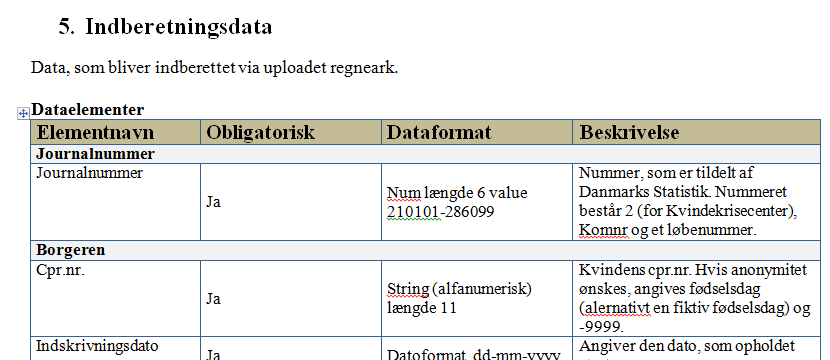 5. Indberetningsdata
Data, som bliver indberettet via uploadet regneark.
Dataelementer
Elementnavn Obligatorisk Dataformat Beskrivelse
Journalnummer
Journalnummer Ja Num længde 6 value 210101-286099 Nummer, som er tildelt af
Danmarks Statistik. Nummeret
består 2 (for Kvindekrisecenter),
Komnr og et løbenummer.
Borgeren
Cpr.nr. Ja String (alfanumerisk) længde 11 Kvindens cpr.nr. Hvis anonymitet
ønskes, angives fødselsdag
(alernativt en fiktiv fødselsdag) og
-9999.
Indskrivningsdato Ja Datoformat dd-mm-yyyy Angiver den dato, som opholdet